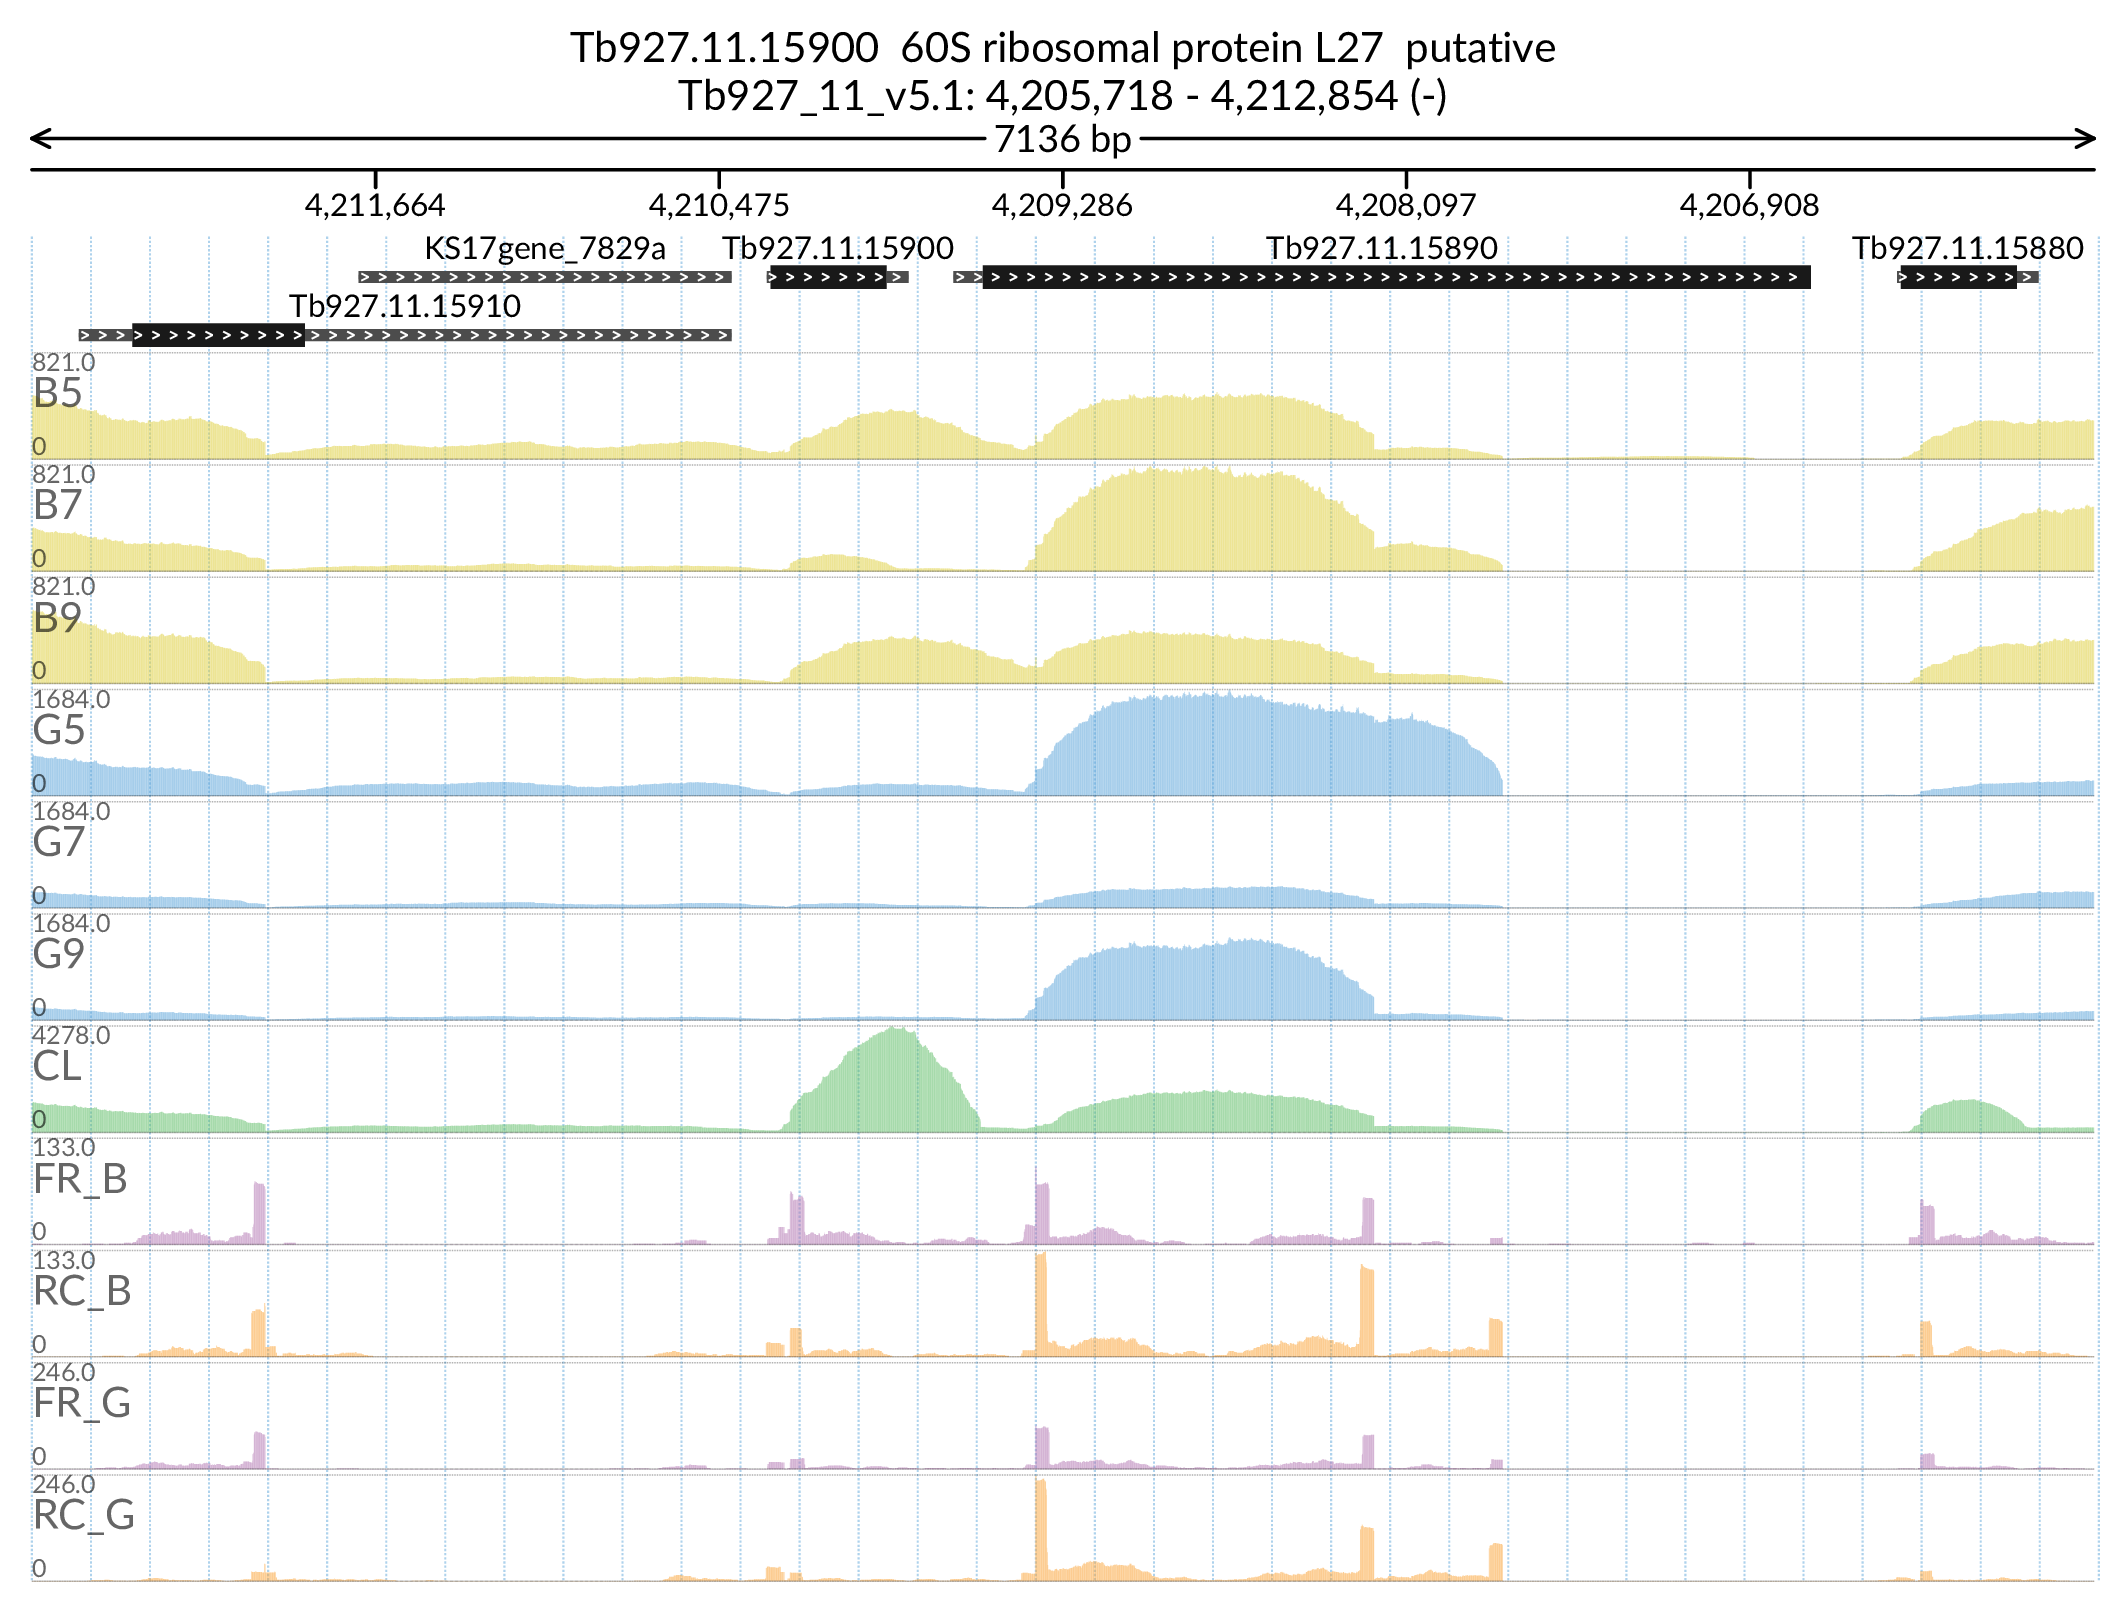 Tb927.11.15900 60S ribosomal protein L27 putative
Tb927_11_v5.1: 4,205,718 - 4,212,854 (-)
7136 bp
4,211,664 4,210,475 4,209,286 4,208,097 4,206,908
KS17gene_7829a Tb927.11.15900 Tb927.11.15890 Tb927.11.15880
Tb927.11.15910
821.0
B5
0
821.0
B7
0
821.0
B9
0
1684.0
G5
0
1684.0
G7
0
1684.0
G9
0
4278.0
CL
0
133.0
FR_B
0
133.0
RC_B
0
246.0
FR_G
0
246.0
RC_G
0